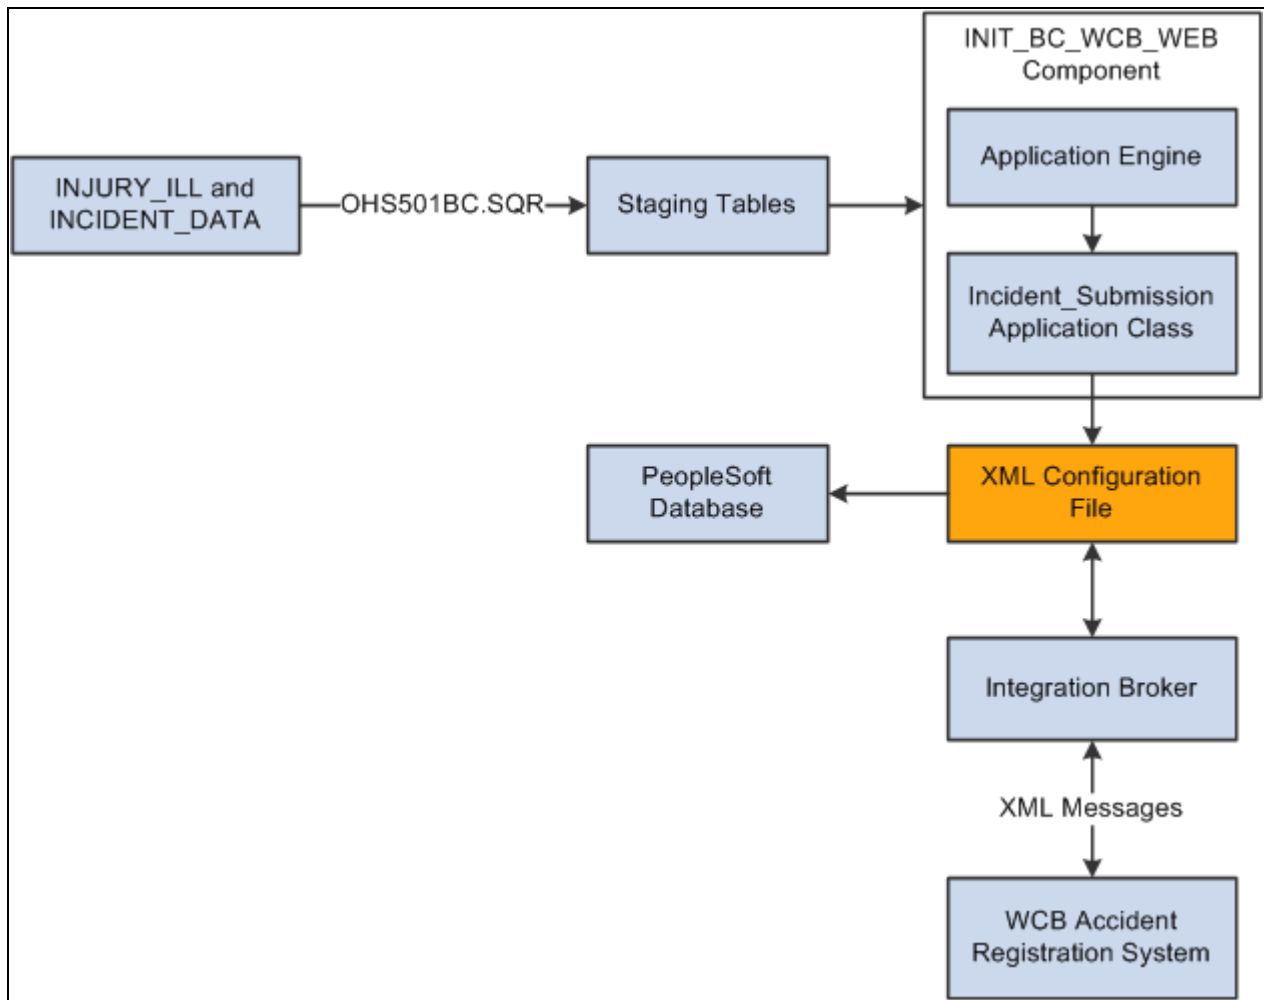 INIT_BC_WCB_WEB
Component
Application Engine
INJURY_ILL and
INCIDENT_DATA
OHS501BC.SQR
Staging Tables
Incident_Submission
Application Class
PeopleSoft
Database
XML Configuration
File
Integration Broker
XML Messages
WCB Accident
Registration System